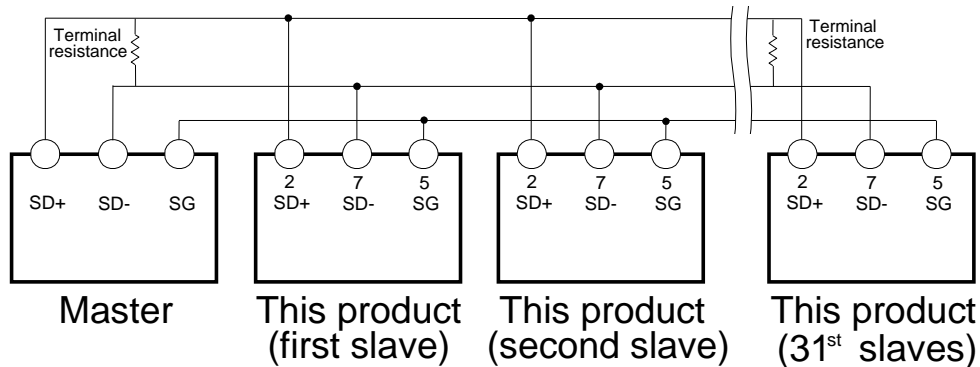 Terminal
resistance
Terminal
resistance
SD+ SD- SG
2 7 5
SD+ SD- SG
2 7 5
SD+ SD- SG
2 7 5
SD+ SD- SG
Master
This product
(first slave)
This product
(second slave)
This product
(31st slaves)